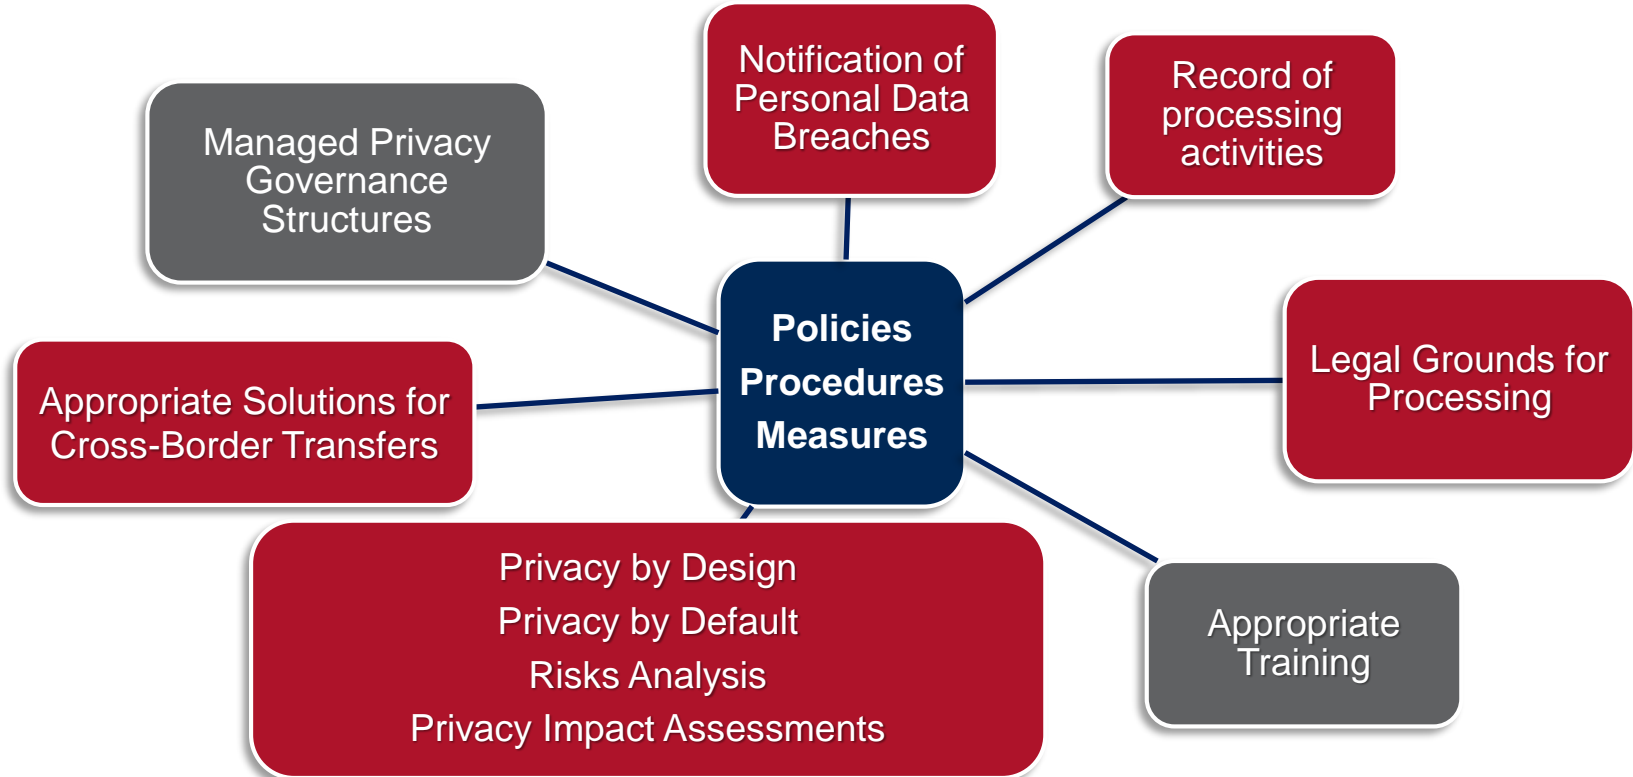 Notification of
Personal Data
Breaches
Record of
processing
activities
Managed Privacy
Governance
Structures
Policies
Procedures
Measures
Legal Grounds for
Processing
Appropriate Solutions for
Cross-Border Transfers
Privacy by Design
Privacy by Default
Risks Analysis
Privacy Impact Assessments
Appropriate
Training